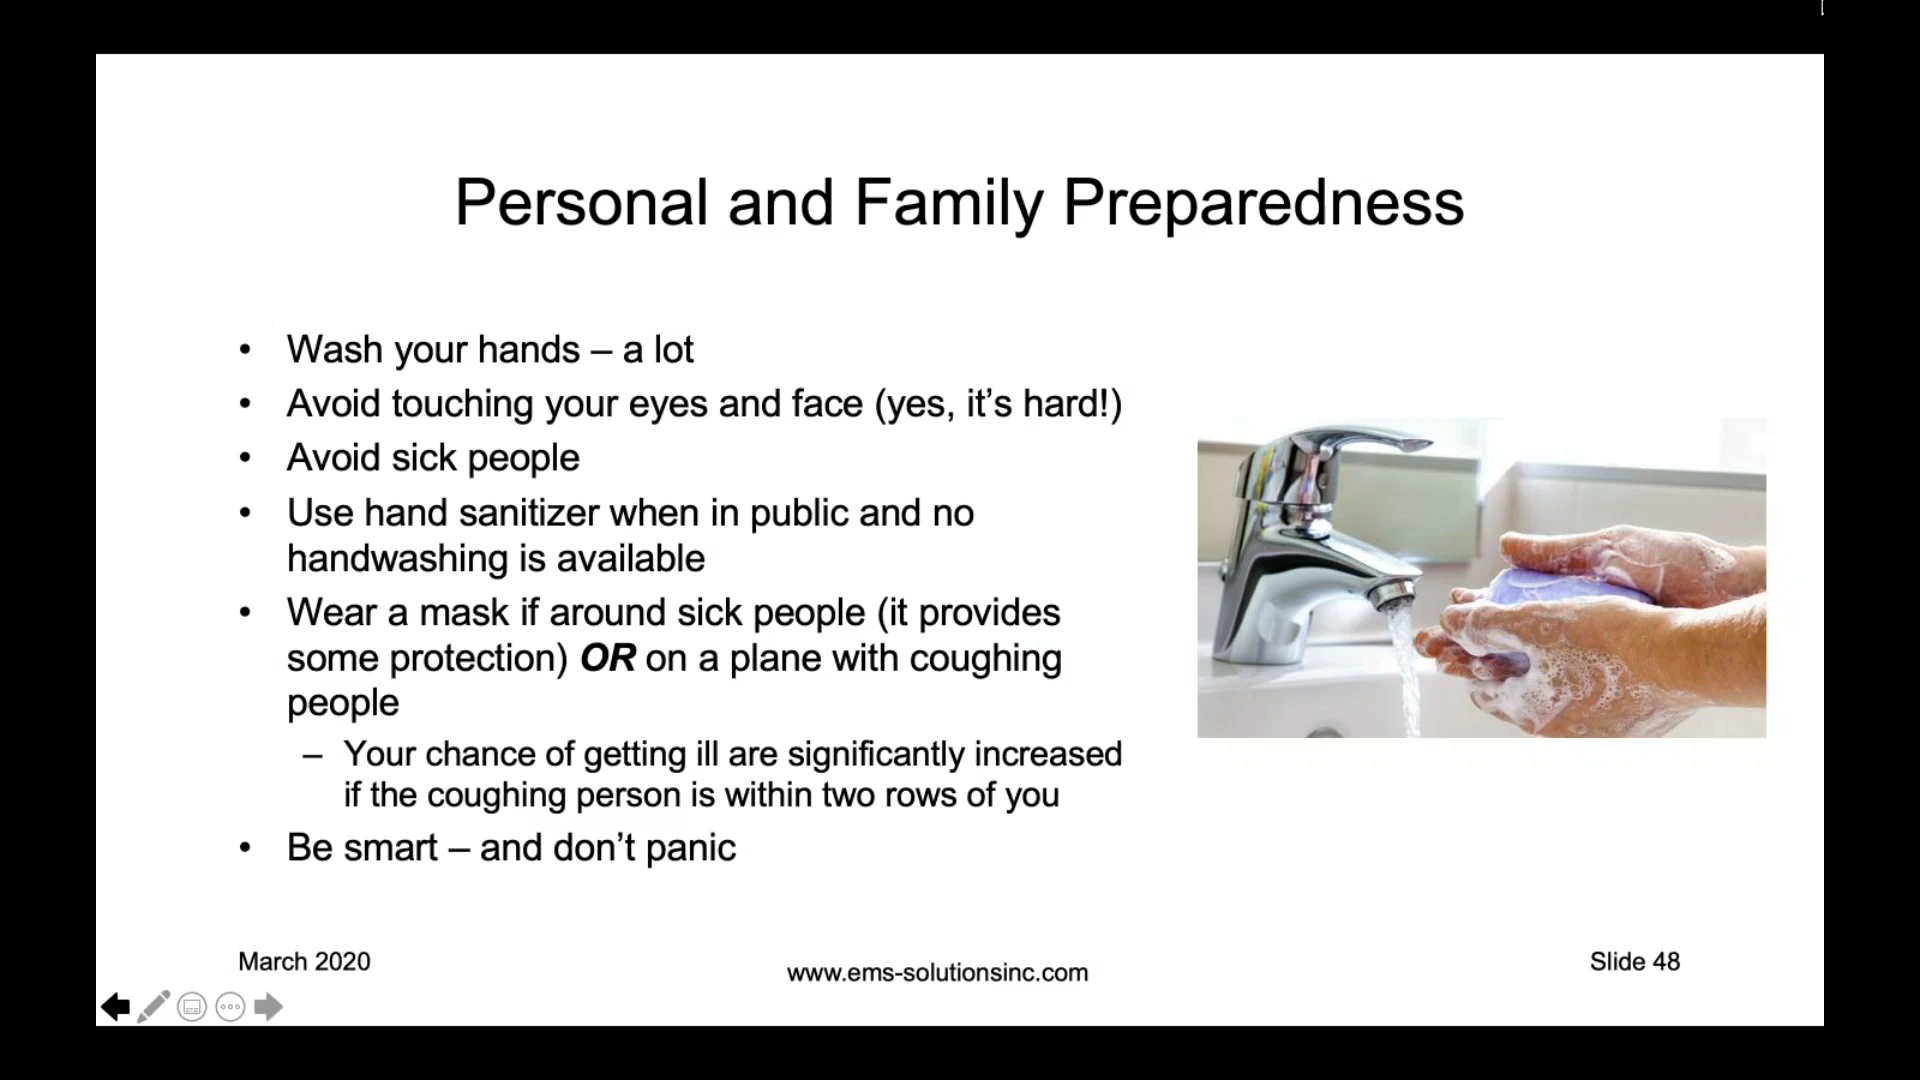 Personal and Family Preparedness
• Wash your hands – a lot
• Avoid touching your eyes and face (yes, it’s hard!)
• Avoid sick people
• Use hand sanitizer when in public and no
handwashing is available
• Wear a mask if around sick people (it provides
some protection) OR on a plane with coughing
people
– Your chance of getting ill are significantly increased
if the coughing person is within two rows of you
• Be smart – and don’t panic
March 2020
www.ems-solutionsinc.com
Slide 48